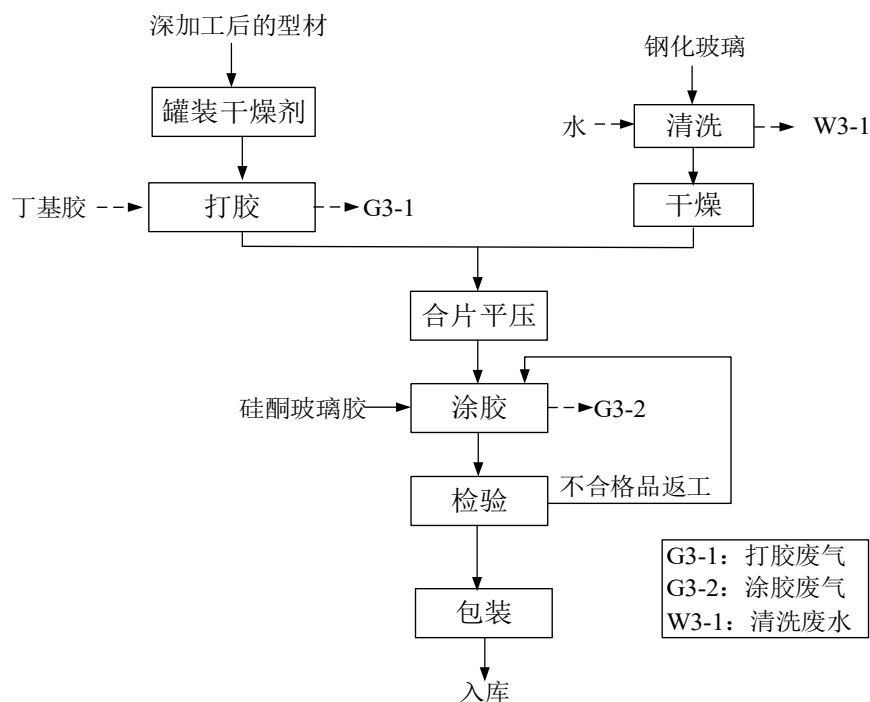 深加工后的型材
钢化玻璃
罐装干燥剂
水
清洗
W3-1
丁基胶
打胶
G3-1
干燥
合片平压
硅酮玻璃胶
涂胶
G3-2
检验
不合格品返工
G3-1：打胶废气
G3-2：涂胶废气
W3-1：清洗废水
包装
入库